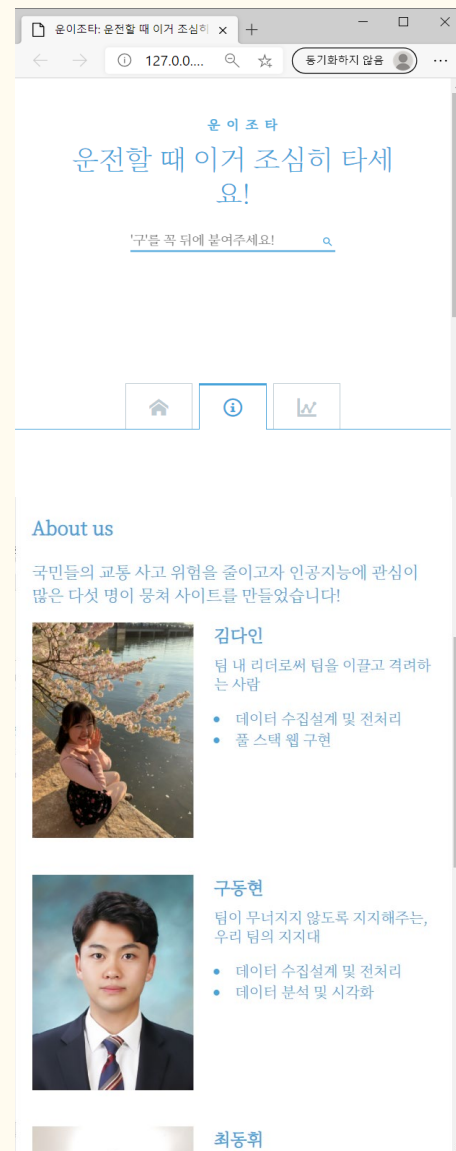 운이조타: 운전할 때 이거 조심히
127.0.0....
동기화하지 않음
운이조타
운전할 때 이거 조심히 타세
요!
'구'를 꼭 뒤에 붙여주세요!
About us
국민들의 교통 사고 위험을 줄이고자 인공지능에 관심이
많은 다섯 명이 뭉쳐 사이트를 만들었습니다!
김다인
팀 내 리더로써 팀을 이끌고 격려하
는 사람
• 데이터 수집설계 및 전처리
• 풀 스택 웹 구현
구동현
팀이 무너지지 않도록 지지해주는,
우리 팀의 지지대
• 데이터 수집설계 및 전처리
• 데이터 분석 및 시각화
최동휘